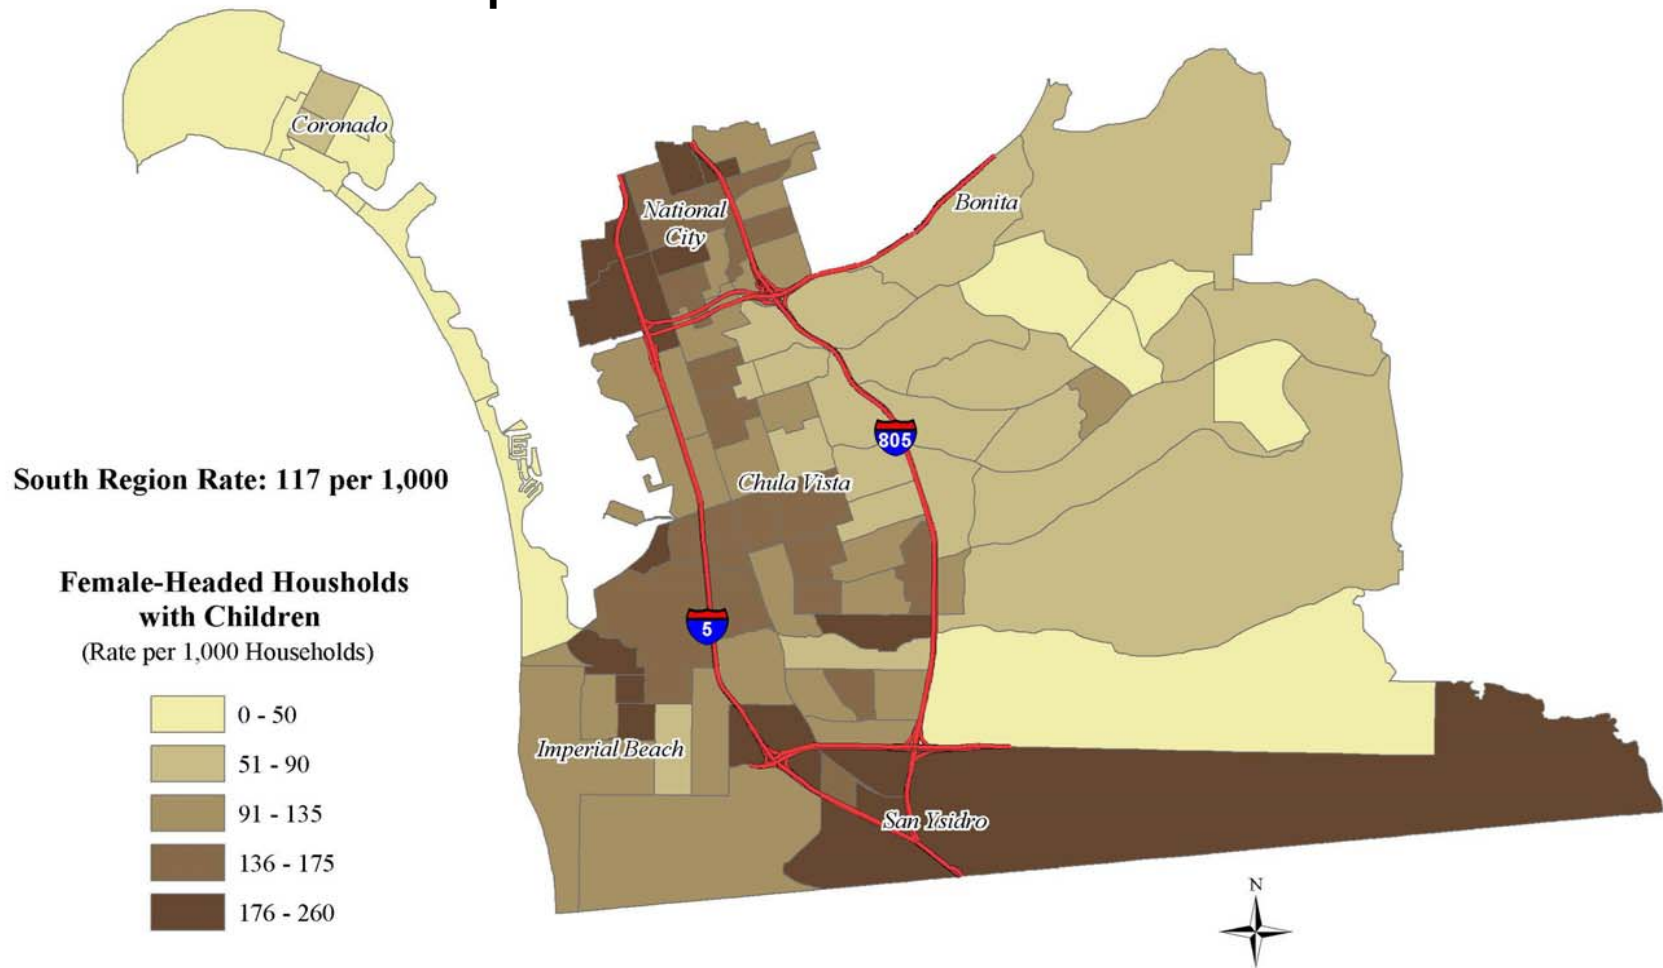 Coronado
National
City
Bonita
805
South Region Rate: 117 per 1,000
Chula Vista
Female-Headed Housholds
with Children
(Rate per 1,000 Households)
5
0 - 50
51 - 90
91 - 135
136 - 175
176 - 260
Imperial Beach
San Ysidro
N